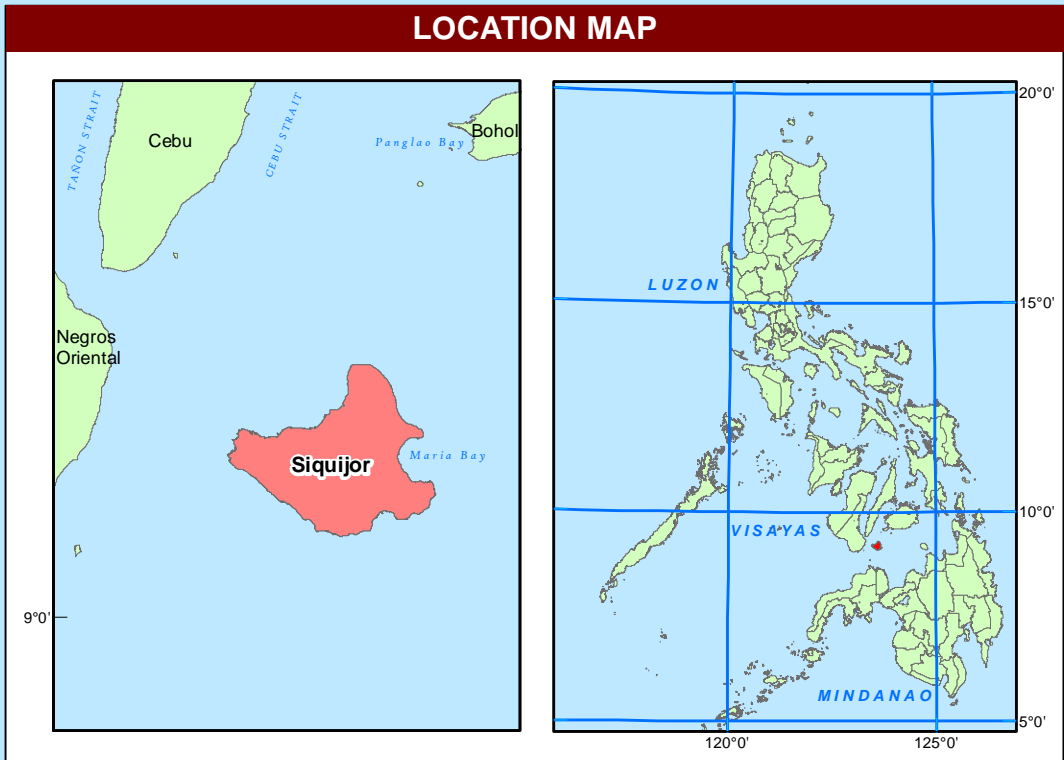 LOCATION MAP
TAÑON STRAIT
Cebu
CEBU STRAIT
Panglao Bay
Bohol
Negros
Oriental
Siquijor
Maria Bay
9°0'
20°0'
LUZON
15°0'
VISAYAS
10°0'
MINDANAO
5°0'
120°0'
125°0'